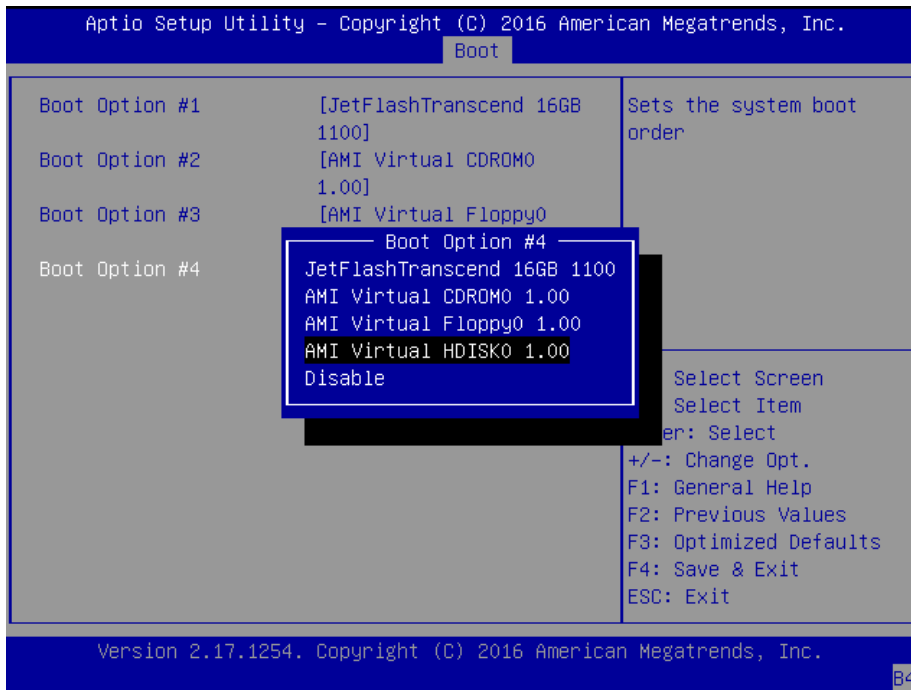 Aptio Setup Utility – Copyright (C) 2016 American Megatrends, Inc.
Boot
Boot Option #1 [JetFlashTranscend 16GB
1100]
Boot Option #2 [AMI Virtual CDROM0
1.00]
Boot Option #3 [AMI Virtual Floppy0
Boot Option #4
Boot Option #4
JetFlashTranscend 16GB 1100
AMI Virtual CDROM0 1.00
AMI Virtual Floppy0 1.00
AMI Virtual HDISK0 1.00
Disable
Sets the system boot
order
Select Screen
Select Item
er: Select
+/-: Change Opt.
F1: General Help
F2: Previous Values
F3: Optimized Defaults
F4: Save & Exit
ESC: Exit
Version 2.17.1254. Copyright (C) 2016 American Megatrends, Inc.
B4